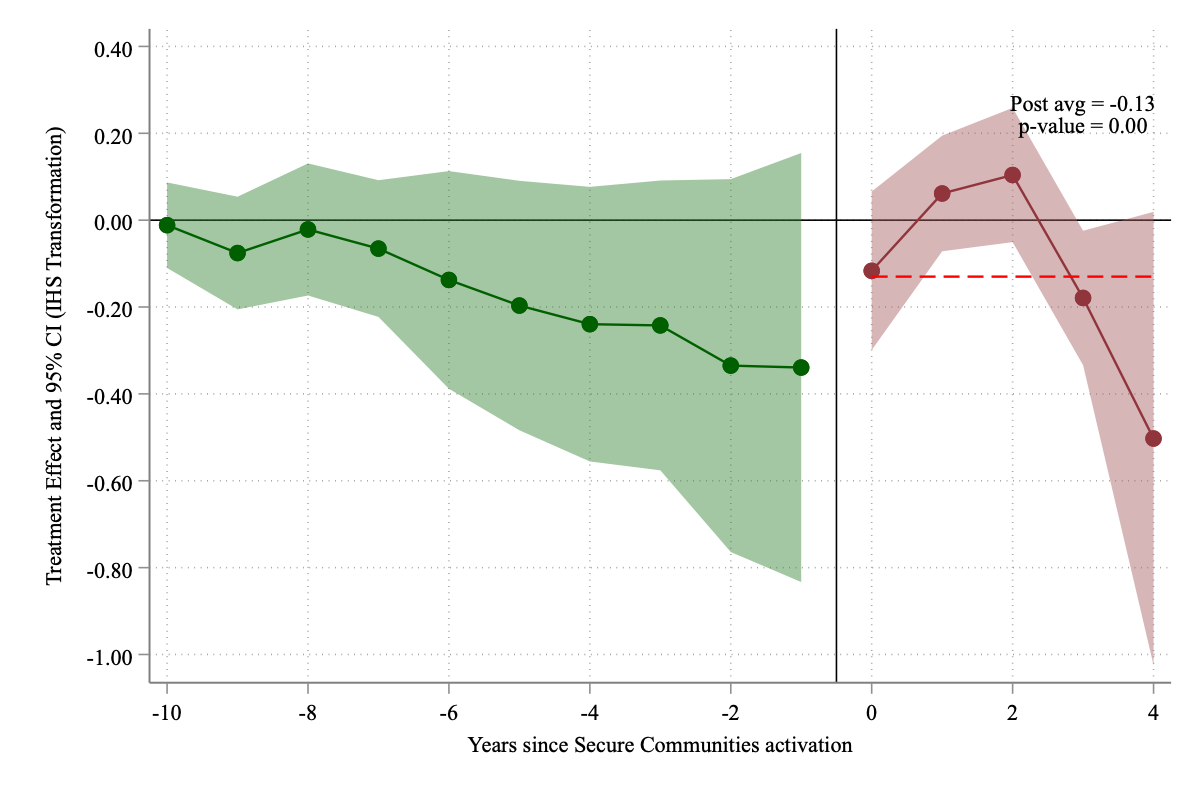 Treatment Effect and 95% CI (IHS Transformation)
0.40
0.20
0.00
-0.20
-0.40
-0.60
-0.80
-1.00
Post avg = -0.13
p-value = 0.00
-10 -8 -6 -4 -2 0 2 4
Years since Secure Communities activation